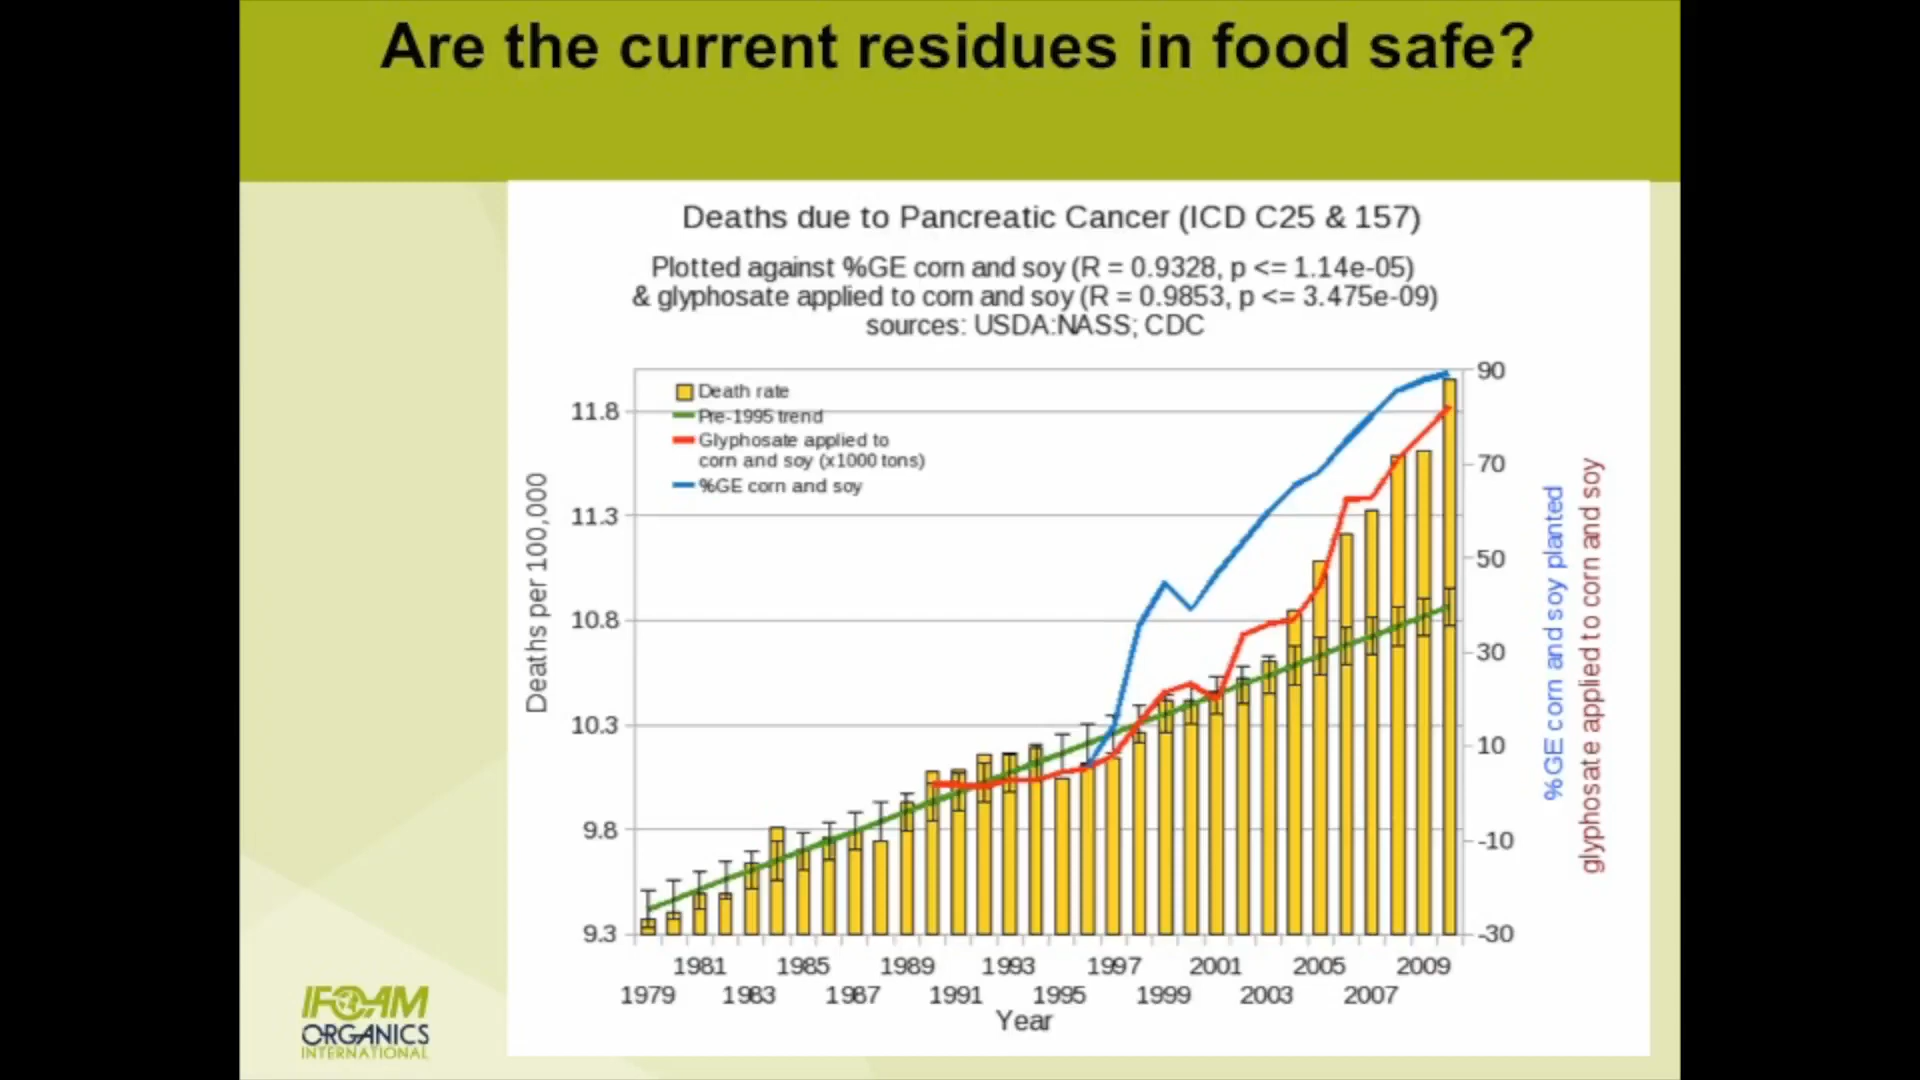 Are the current residues in food safe?
Deaths due to Pancreatic Cancer (ICD C25 & 157)
Plotted against %GE corn and soy (R = 0.9328, p <= 1.14e-05)
& glyphosate applied to corn and soy (R = 0.9853, p <= 3.475e-09)
sources: USDA:NASS; CDC
Death rate
Pre-1995 trend
Glyphosate applied to
corn and soy (x1000 tons)
%GE corn and soy
Deaths per 100,000
11.8
11.3
10.8
10.3
9.8
9.3
90
70
50
30
10
-10
-30
%GE corn and soy planted
glyphosate applied to corn and soy
1981 1985 1989 1993 1997 2001 2005 2009
1979 1983 1987 1991 1995 1999 2003 2007
Year
IFOAM
ORGANICS
INTERNATIONAL